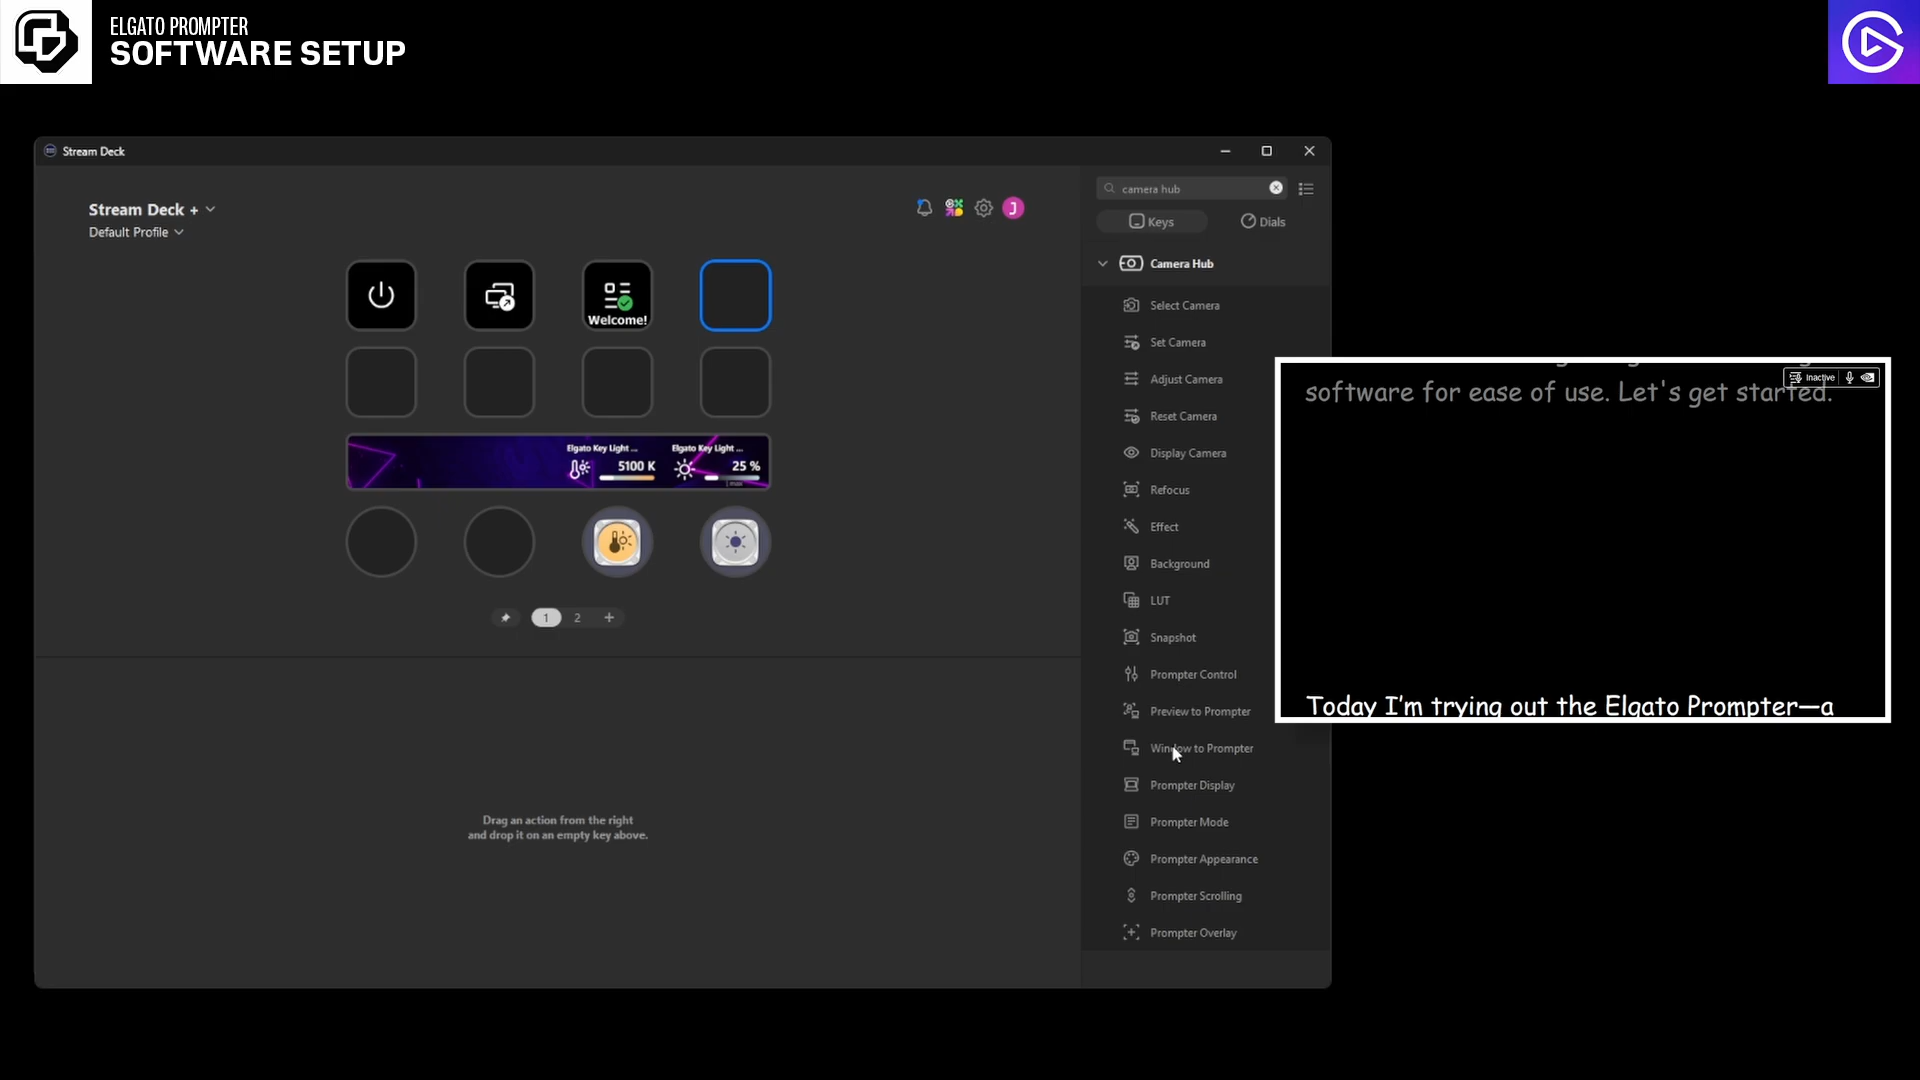 ELGATO PROMPTER
SOFTWARE SETUP
Stream Deck
Stream Deck +
Default Profile
J
camera hub
Keys
Dials
Welcome!
Elgato Key Light ...
5100 K
Elgato Key Light ...
25 %
max
1
2
+
Drag an action from the right
and drop it on an empty key above.
Camera Hub
Select Camera
Set Camera
Adjust Camera
Reset Camera
Display Camera
Refocus
Effect
Background
LUT
Snapshot
Prompter Control
Preview to Prompter
Window to Prompter
Prompter Display
Prompter Mode
Prompter Appearance
Prompter Scrolling
Prompter Overlay
Inactive
software for ease of use. Let's get started.
Today I'm trying out the Elgato Prompter—a